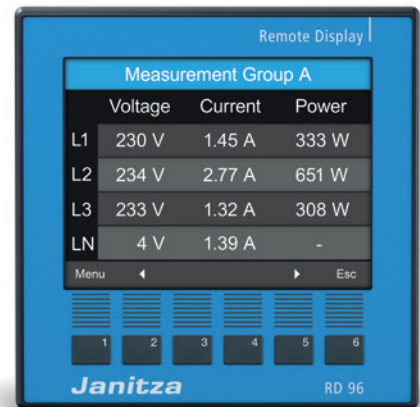 Remote Display
Measurement Group A
Voltage Current Power
L1 230 V 1.45 A 333 W
L2 234 V 2.77 A 651 W
L3 233 V 1.32 A 308 W
LN 4 V 1.39 A -
Menu Esc
1 2 3 4 5 6
Janitza RD 96